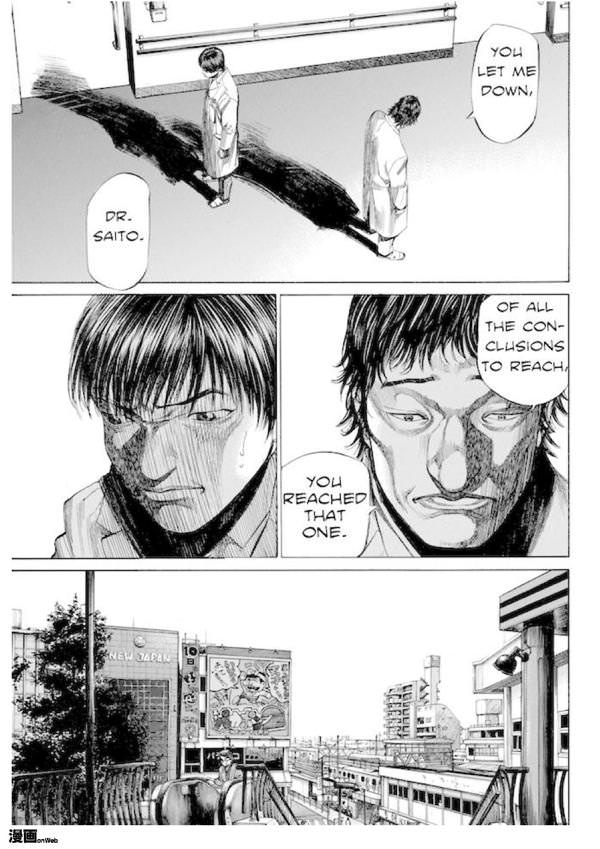 YOU
LET ME
DOWN,
DR.
SAITO.
OF ALL
THE CON-
CLUSIONS
TO REACH,
YOU
REACHED
THAT
ONE.
NEW JAPAN
10
漫画onWeb